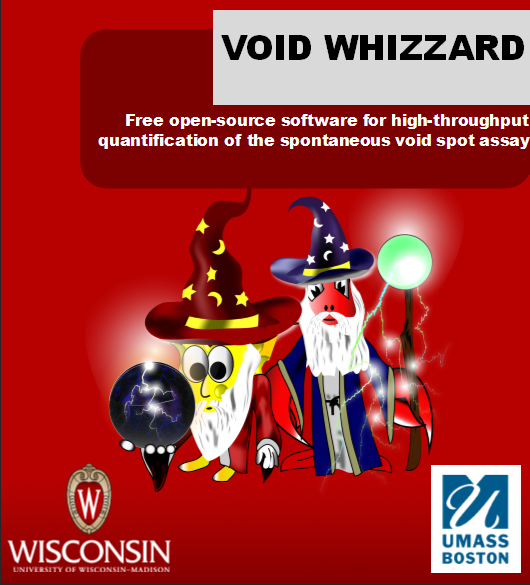 VOID WHIZZARD
Free open-source software for high-throughput
quantification of the spontaneous void spot assay
W
WISCONSIN
UNIVERSITY OF WISCONSIN–MADISON
UMASS
BOSTON